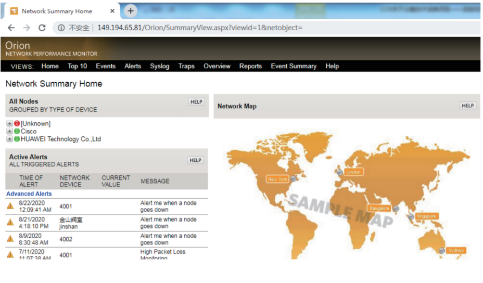 Network Summary Home
不安全 | 149.194.65.81/Orion/SummaryView.aspx?viewid=1&netobject=
Orion
NETWORK PERFORMANCE MONITOR
VIEWS: Home Top 10 Events Alerts Syslog Traps Overview Reports Event Summary Help
Network Summary Home
All Nodes HELP
GROUPED BY TYPE OF DEVICE
[Unknown]
Cisco
HUAWEI Technology Co.,Ltd
Active Alerts HELP
ALL TRIGGERED ALERTS
TIME OF ALERT NETWORK DEVICE CURRENT VALUE MESSAGE
Advanced Alerts
8/22/2020 12:09:41 AM 4001 Alert me when a node goes down
8/21/2020 4:18:10 PM 金山阀室 jinshan Alert me when a node goes down
8/9/2020 8:30:48 AM 4002 Alert me when a node goes down
7/11/2020 11:07:38 AM 4001 High Packet Loss Monitoring
Network Map HELP
New York
London
SAMPLE MAP
Bangalore
Singapore
Sydney